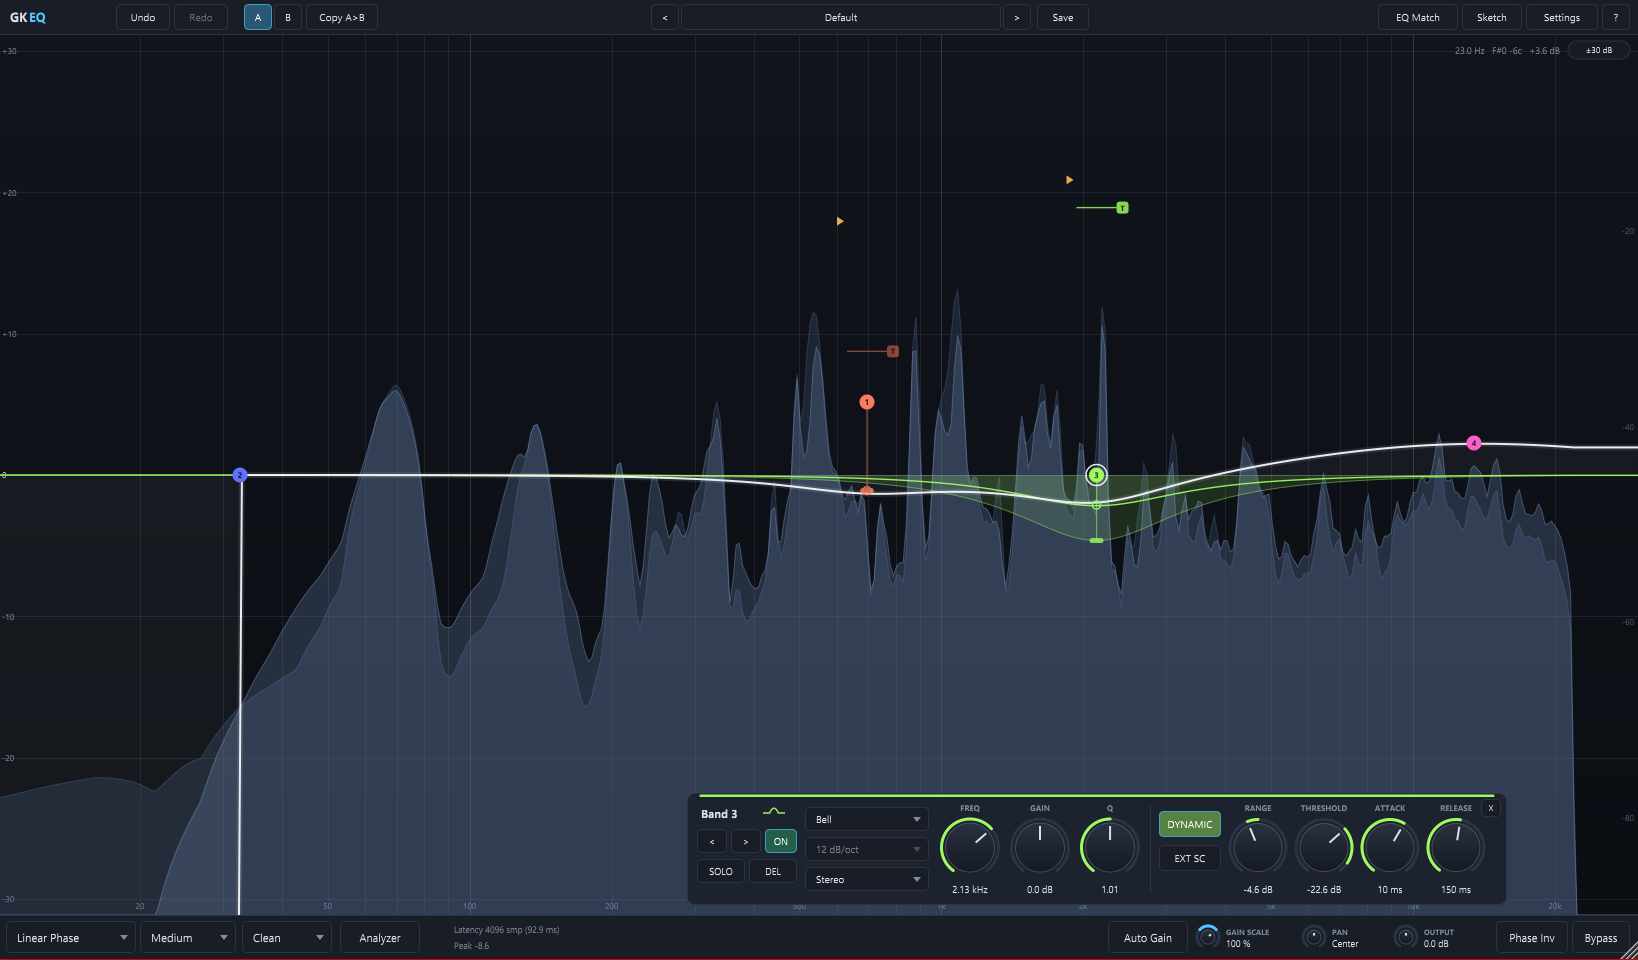 GKEQ Undo Redo A B Copy A>B < Default > Save EQ Match Sketch Settings ?
+30 23.0 Hz F#0 -6c +3.6 dB ±30 dB
+20 T -20
+10 T
1 4 -40
0 2 3
-10 -60
-20
Band 3 FREQ GAIN Q RANGE THRESHOLD ATTACK RELEASE X
Bell DYNAMIC -80
< > ON 12 dB/oct
EXT SC
SOLO DEL Stereo
2.13 kHz 0.0 dB 1.01 -4.6 dB -22.6 dB 10 ms 150 ms
-30
20 50 100 200 500 1k 2k 5k 10k 20k
Linear Phase Medium Clean Analyzer Latency 4096 smp (92.9 ms) Auto Gain GAIN SCALE PAN OUTPUT Phase Inv Bypass
Peak -8.6 100 % Center 0.0 dB